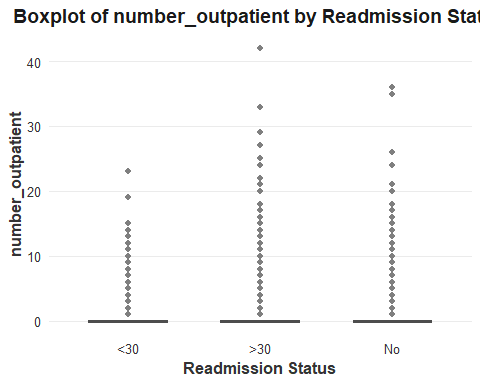 Boxplot of number_outpatient by Readmission Stat
number_outpatient
40
30
20
10
0
<30
>30
No
Readmission Status